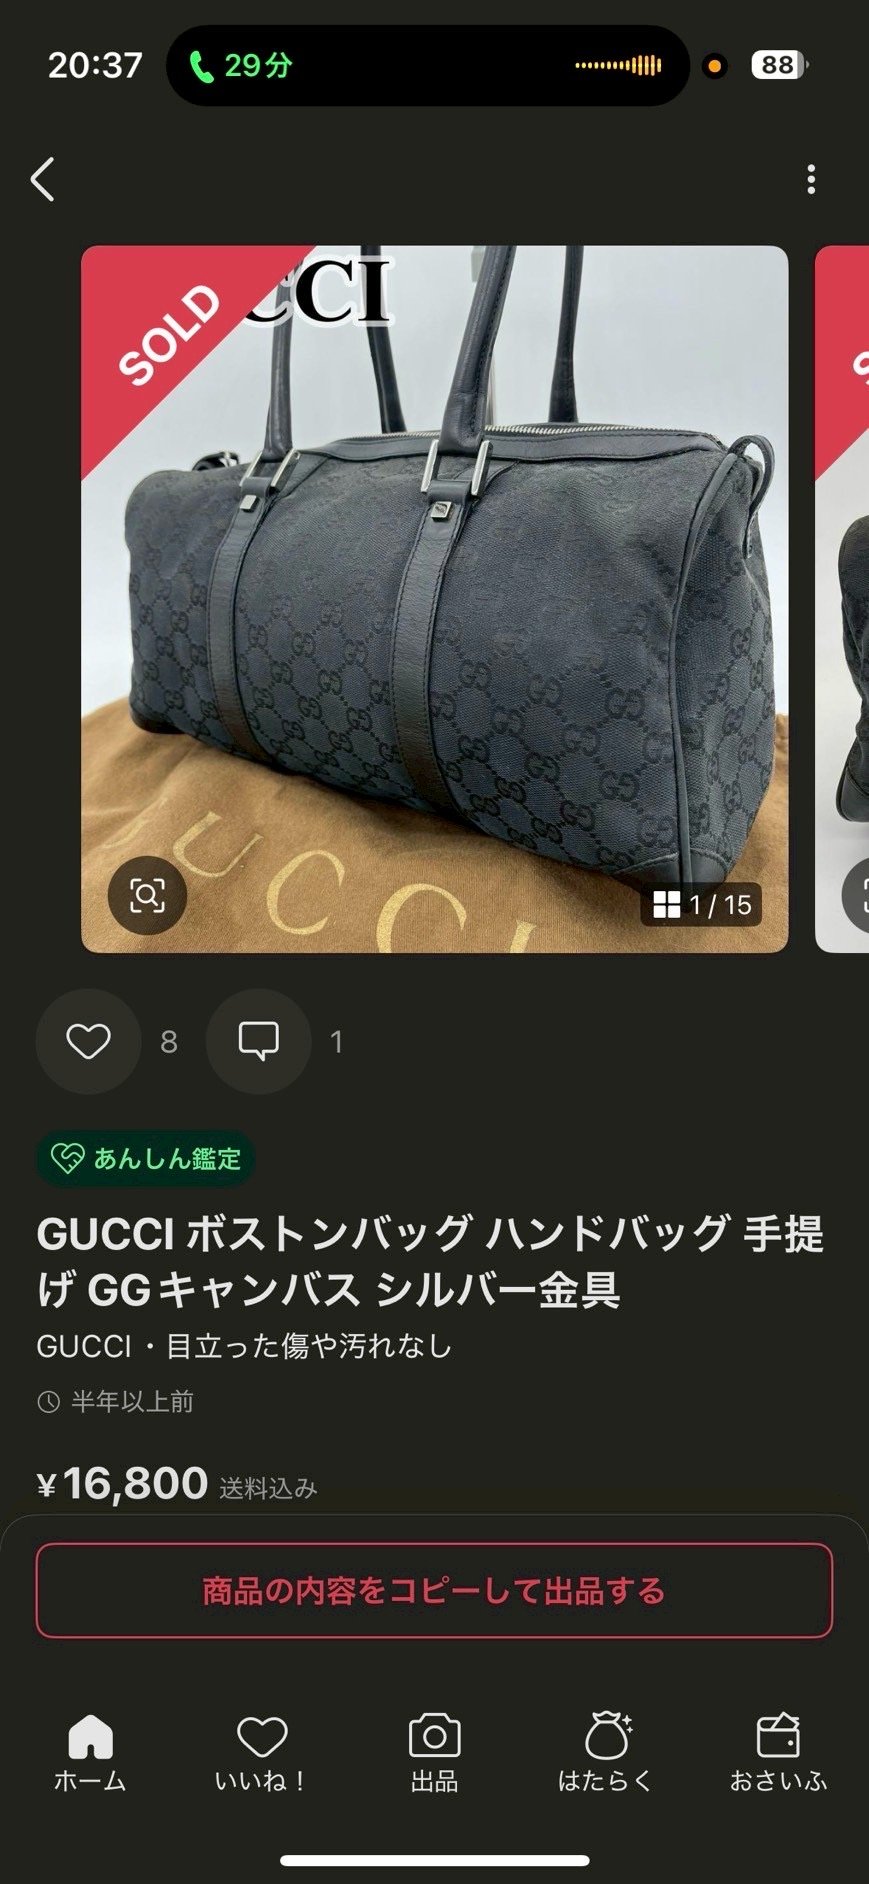 20:37
29分
88
SOLD
CCI
GUCCI
1 / 15
8
1
あんしん鑑定
GUCCI ボストンバッグ ハンドバッグ 手提
げ GGキャンバス シルバー金具
GUCCI・目立った傷や汚れなし
半年以上前
¥16,800 送料込み
商品の内容をコピーして出品する
ホーム
いいね！
出品
はたらく
おさいふ